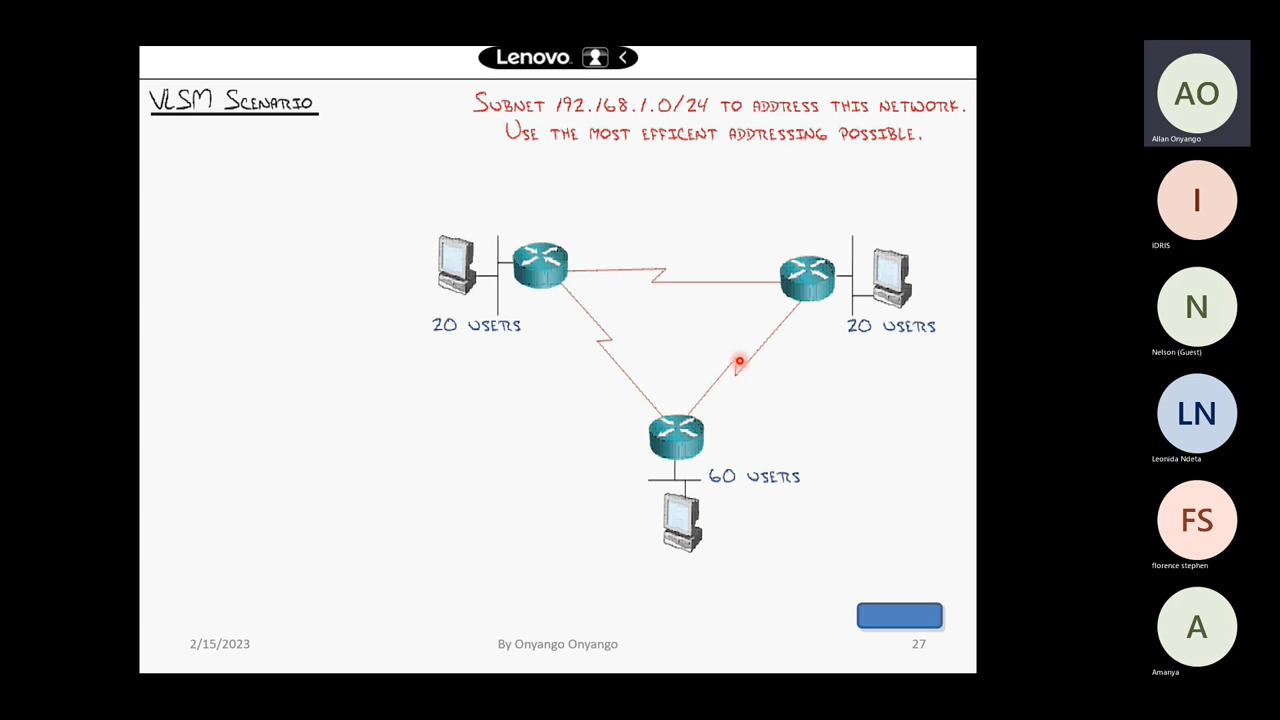 Lenovo
VLSM SCENARIO
SUBNET 192.168.1.0/24 TO ADDRESS THIS NETWORK.
USE THE MOST EFFICENT ADDRESSING POSSIBLE.
20 USERS
20 USERS
60 USERS
2/15/2023
By Onyango Onyango
27
AO
Allan Onyango
I
IDRIS
N
Nelson (Guest)
LN
Leonida Ndeta
FS
florence stephen
A
Amanya